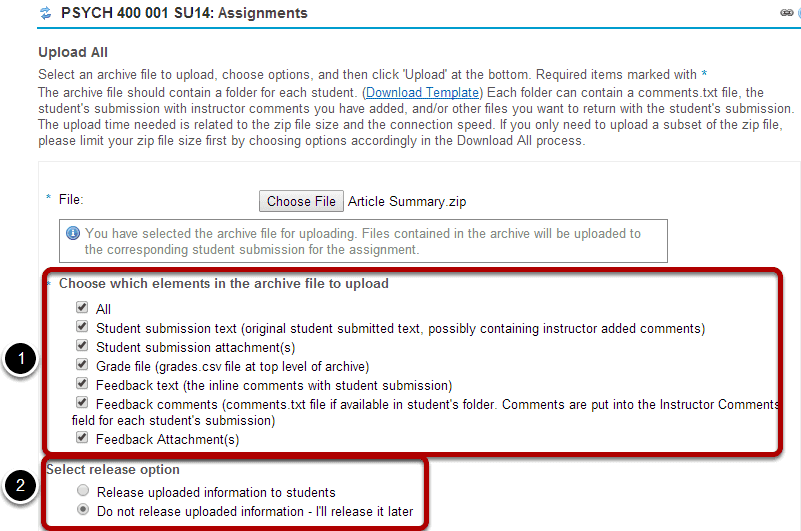 PSYCH 400 001 SU14: Assignments
Upload All
Select an archive file to upload, choose options, and then click 'Upload' at the bottom. Required items marked with *
The archive file should contain a folder for each student. (Download Template) Each folder can contain a comments.txt file, the
student's submission with instructor comments you have added, and/or other files you want to return with the student's submission.
The upload time needed is related to the zip file size and the connection speed. If you only need to upload a subset of the zip file,
please limit your zip file size first by choosing options accordingly in the Download All process.
* File: Choose File Article Summary.zip
You have selected the archive file for uploading. Files contained in the archive will be uploaded to
the corresponding student submission for the assignment.
* Choose which elements in the archive file to upload
All
Student submission text (original student submitted text, possibly containing instructor added comments)
1 Student submission attachment(s)
Grade file (grades.csv file at top level of archive)
Feedback text (the inline comments with student submission)
Feedback comments (comments.txt file if available in student's folder. Comments are put into the Instructor Comments
field for each student's submission)
Feedback Attachment(s)
Select release option
2 Release uploaded information to students
Do not release uploaded information - I'll release it later